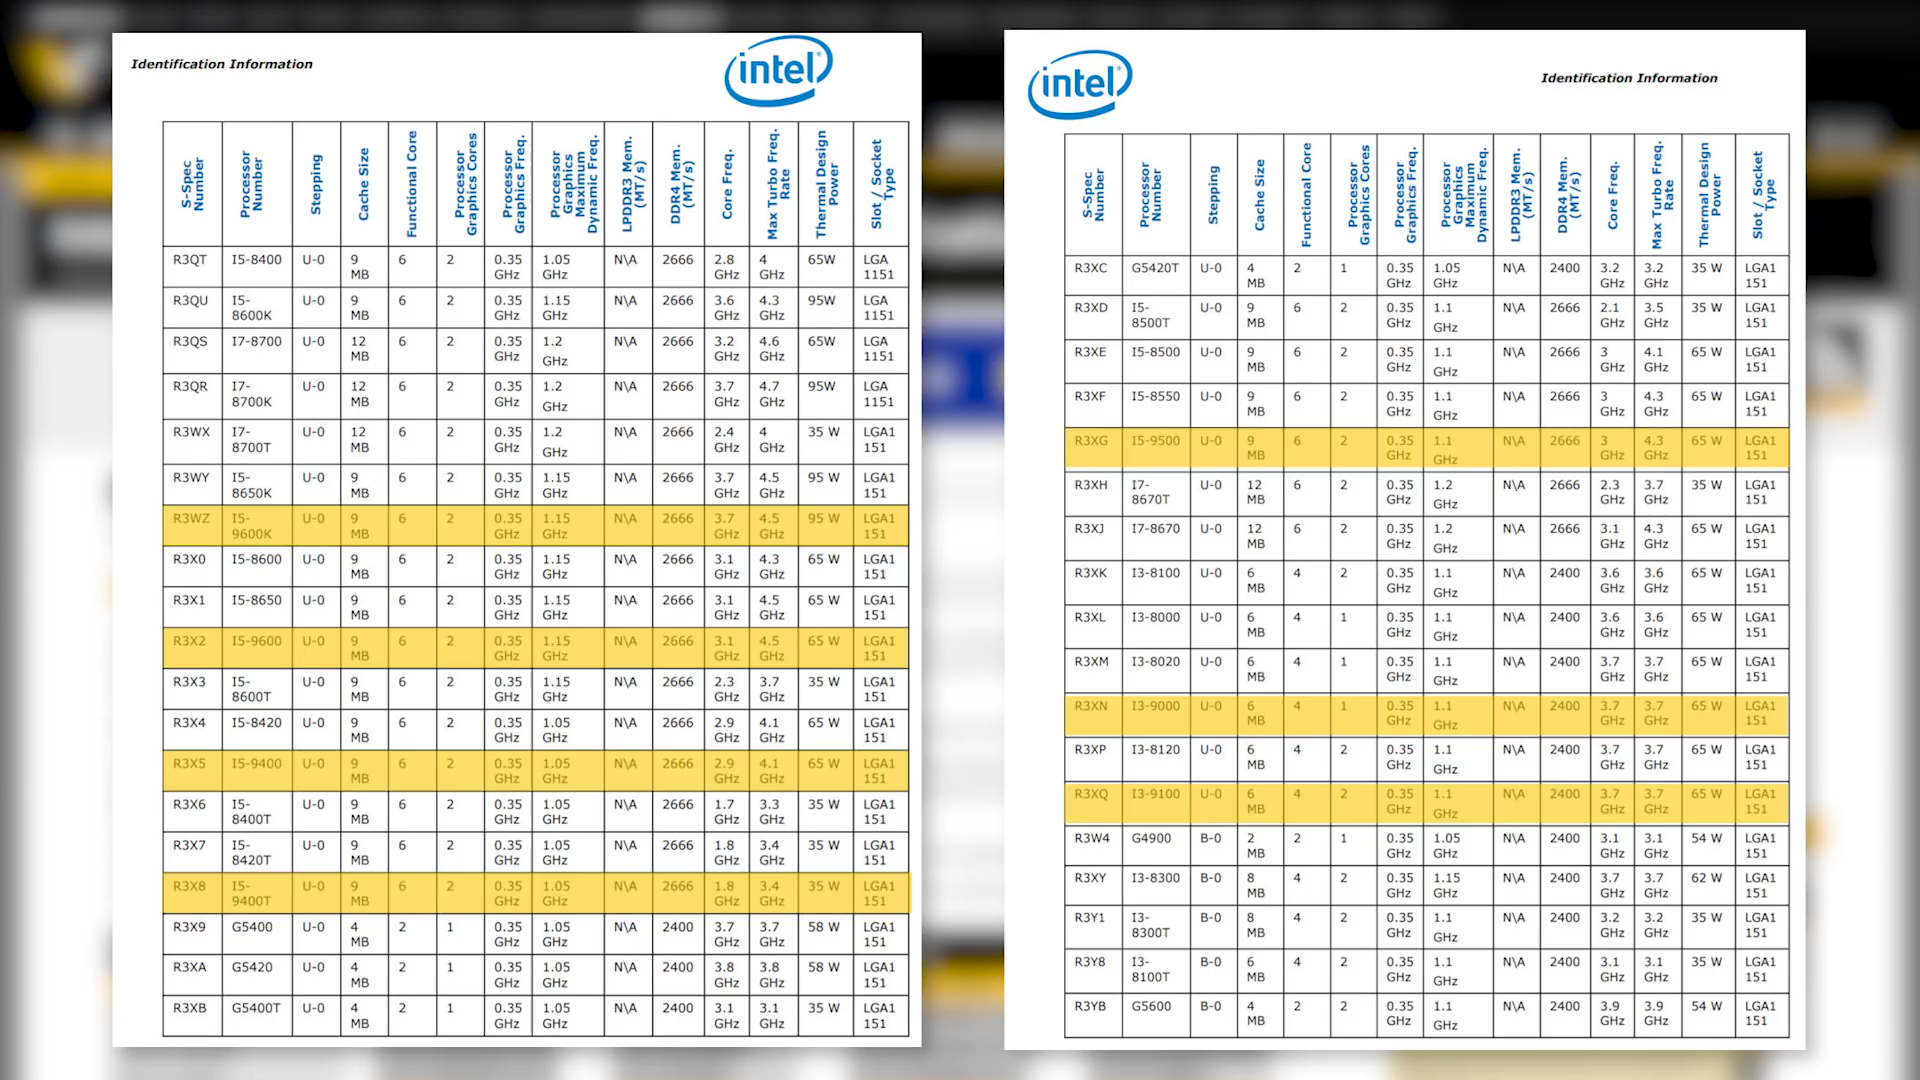 Identification Information
intel
S-Spec Number | Processor Number | Stepping | Cache Size | Functional Core | Processor Graphics Cores | Processor Graphics Freq. | Processor Graphics Maximum Dynamic Freq. | LPDDR3 Mem. (MT/s) | DDR4 Mem. (MT/s) | Core Freq. | Max Turbo Freq. Rate | Thermal Design Power | Slot / Socket Type
R3QT I5-8400 U-0 9 MB 6 2 0.35 GHz 1.05 GHz N\A 2666 2.8 GHz 4 GHz 65W LGA 1151
R3QU I5-8600K U-0 9 MB 6 2 0.35 GHz 1.15 GHz N\A 2666 3.6 GHz 4.3 GHz 95W LGA 1151
R3QS I7-8700 U-0 12 MB 6 2 0.35 GHz 1.2 GHz N\A 2666 3.2 GHz 4.6 GHz 65W LGA 1151
R3QR I7-8700K U-0 12 MB 6 2 0.35 GHz 1.2 GHz N\A 2666 3.7 GHz 4.7 GHz 95W LGA 1151
R3WX I7-8700T U-0 12 MB 6 2 0.35 GHz 1.2 GHz N\A 2666 2.4 GHz 4 GHz 35 W LGA1151
R3WY I5-8650K U-0 9 MB 6 2 0.35 GHz 1.15 GHz N\A 2666 3.7 GHz 4.5 GHz 95 W LGA1151
R3WZ I5-9600K U-0 9 MB 6 2 0.35 GHz 1.15 GHz N\A 2666 3.7 GHz 4.5 GHz 95 W LGA1151
R3X0 I5-8600 U-0 9 MB 6 2 0.35 GHz 1.15 GHz N\A 2666 3.1 GHz 4.3 GHz 65 W LGA1151
R3X1 I5-8650 U-0 9 MB 6 2 0.35 GHz 1.15 GHz N\A 2666 3.1 GHz 4.5 GHz 65 W LGA1151
R3X2 I5-9600 U-0 9 MB 6 2 0.35 GHz 1.15 GHz N\A 2666 3.1 GHz 4.5 GHz 65 W LGA1151
R3X3 I5-8600T U-0 9 MB 6 2 0.35 GHz 1.15 GHz N\A 2666 2.3 GHz 3.7 GHz 35 W LGA1151
R3X4 I5-8420 U-0 9 MB 6 2 0.35 GHz 1.05 GHz N\A 2666 2.9 GHz 4.1 GHz 65 W LGA1151
R3X5 I5-9400 U-0 9 MB 6 2 0.35 GHz 1.05 GHz N\A 2666 2.9 GHz 4.1 GHz 65 W LGA1151
R3X6 I5-8400T U-0 9 MB 6 2 0.35 GHz 1.05 GHz N\A 2666 1.7 GHz 3.3 GHz 35 W LGA1151
R3X7 I5-8420T U-0 9 MB 6 2 0.35 GHz 1.05 GHz N\A 2666 1.8 GHz 3.4 GHz 35 W LGA1151
R3X8 I5-9400T U-0 9 MB 6 2 0.35 GHz 1.05 GHz N\A 2666 1.8 GHz 3.4 GHz 35 W LGA1151
R3X9 G5400 U-0 4 MB 2 1 0.35 GHz 1.05 GHz N\A 2400 3.7 GHz 3.7 GHz 58 W LGA1151
R3XA G5420 U-0 4 MB 2 1 0.35 GHz 1.05 GHz N\A 2400 3.8 GHz 3.8 GHz 58 W LGA1151
R3XB G5400T U-0 4 MB 2 1 0.35 GHz 1.05 GHz N\A 2400 3.1 GHz 3.1 GHz 35 W LGA1151
intel
Identification Information
S-Spec Number | Processor Number | Stepping | Cache Size | Functional Core | Processor Graphics Cores | Processor Graphics Freq. | Processor Graphics Maximum Dynamic Freq. | LPDDR3 Mem. (MT/s) | DDR4 Mem. (MT/s) | Core Freq. | Max Turbo Freq. Rate | Thermal Design Power | Slot / Socket Type
R3XC G5420T U-0 4 MB 2 1 0.35 GHz 1.05 GHz N\A 2400 3.2 GHz 3.2 GHz 35 W LGA1151
R3XD I5-8500T U-0 9 MB 6 2 0.35 GHz 1.1 GHz N\A 2666 2.1 GHz 3.5 GHz 35 W LGA1151
R3XE I5-8500 U-0 9 MB 6 2 0.35 GHz 1.1 GHz N\A 2666 3 GHz 4.1 GHz 65 W LGA1151
R3XF I5-8550 U-0 9 MB 6 2 0.35 GHz 1.1 GHz N\A 2666 3 GHz 4.3 GHz 65 W LGA1151
R3XG I5-9500 U-0 9 MB 6 2 0.35 GHz 1.1 GHz N\A 2666 3 GHz 4.3 GHz 65 W LGA1151
R3XH I7-8670T U-0 12 MB 6 2 0.35 GHz 1.2 GHz N\A 2666 2.3 GHz 3.7 GHz 35 W LGA1151
R3XJ I7-8670 U-0 12 MB 6 2 0.35 GHz 1.2 GHz N\A 2666 3.1 GHz 4.3 GHz 65 W LGA1151
R3XK I3-8100 U-0 6 MB 4 2 0.35 GHz 1.1 GHz N\A 2400 3.6 GHz 3.6 GHz 65 W LGA1151
R3XL I3-8000 U-0 6 MB 4 1 0.35 GHz 1.1 GHz N\A 2400 3.6 GHz 3.6 GHz 65 W LGA1151
R3XM I3-8020 U-0 6 MB 4 1 0.35 GHz 1.1 GHz N\A 2400 3.7 GHz 3.7 GHz 65 W LGA1151
R3XN I3-9000 U-0 6 MB 4 1 0.35 GHz 1.1 GHz N\A 2400 3.7 GHz 3.7 GHz 65 W LGA1151
R3XP I3-8120 U-0 6 MB 4 2 0.35 GHz 1.1 GHz N\A 2400 3.7 GHz 3.7 GHz 65 W LGA1151
R3XQ I3-9100 U-0 6 MB 4 2 0.35 GHz 1.1 GHz N\A 2400 3.7 GHz 3.7 GHz 65 W LGA1151
R3W4 G4900 B-0 2 MB 2 1 0.35 GHz 1.05 GHz N\A 2400 3.1 GHz 3.1 GHz 54 W LGA1151
R3XY I3-8300 B-0 8 MB 4 2 0.35 GHz 1.15 GHz N\A 2400 3.7 GHz 3.7 GHz 62 W LGA1151
R3Y1 I3-8300T B-0 8 MB 4 2 0.35 GHz 1.1 GHz N\A 2400 3.2 GHz 3.2 GHz 35 W LGA1151
R3Y8 I3-8100T B-0 6 MB 4 2 0.35 GHz 1.1 GHz N\A 2400 3.1 GHz 3.1 GHz 35 W LGA1151
R3YB G5600 B-0 4 MB 2 2 0.35 GHz 1.1 GHz N\A 2400 3.9 GHz 3.9 GHz 54 W LGA1151